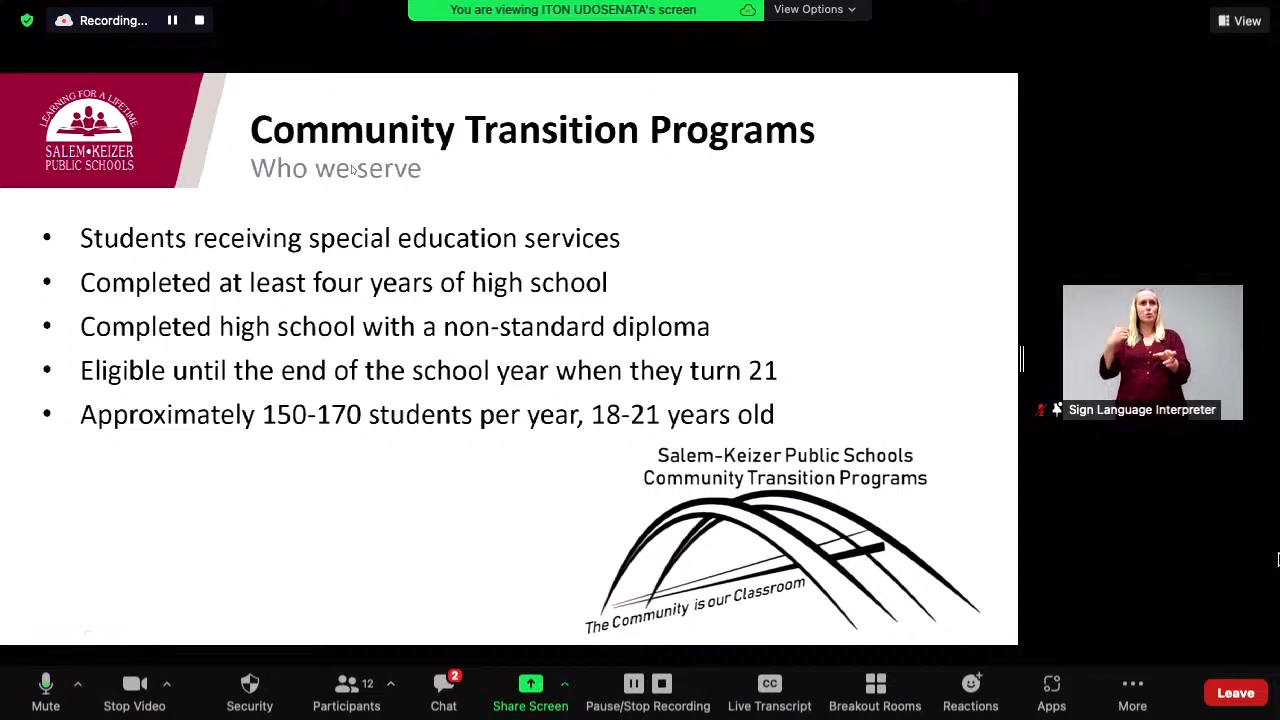 Recording...
You are viewing ITON UDOSENATA's screen
View Options
View
LEARNING FOR A LIFETIME
SALEM•KEIZER
PUBLIC SCHOOLS
Community Transition Programs
Who we serve
• Students receiving special education services
• Completed at least four years of high school
• Completed high school with a non-standard diploma
• Eligible until the end of the school year when they turn 21
• Approximately 150-170 students per year, 18-21 years old
Salem-Keizer Public Schools
Community Transition Programs
The Community is our Classroom
Sign Language Interpreter
Mute
Stop Video
Security
12
Participants
2
Chat
Share Screen
Pause/Stop Recording
CC
Live Transcript
Breakout Rooms
Reactions
Apps
More
Leave